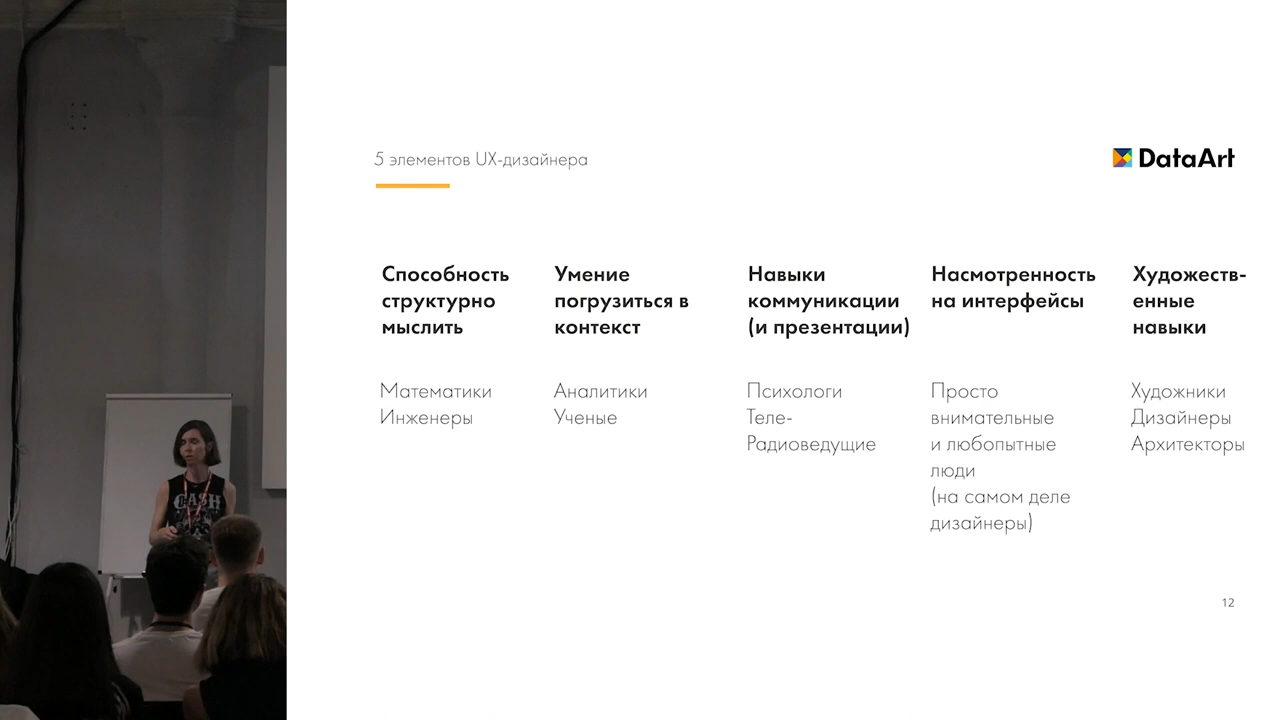 5 элементов UX-дизайнера
DataArt
Способность
структурно
мыслить
Математики
Инженеры
Умение
погрузиться в
контекст
Аналитики
Ученые
Навыки
коммуникации
(и презентации)
Психологи
Теле-
Радиоведущие
Насмотренность
на интерфейсы
Просто
внимательные
и любопытные
люди
(на самом деле
дизайнеры)
Художеств-
енные
навыки
Художники
Дизайнеры
Архитекторы
12
CASH